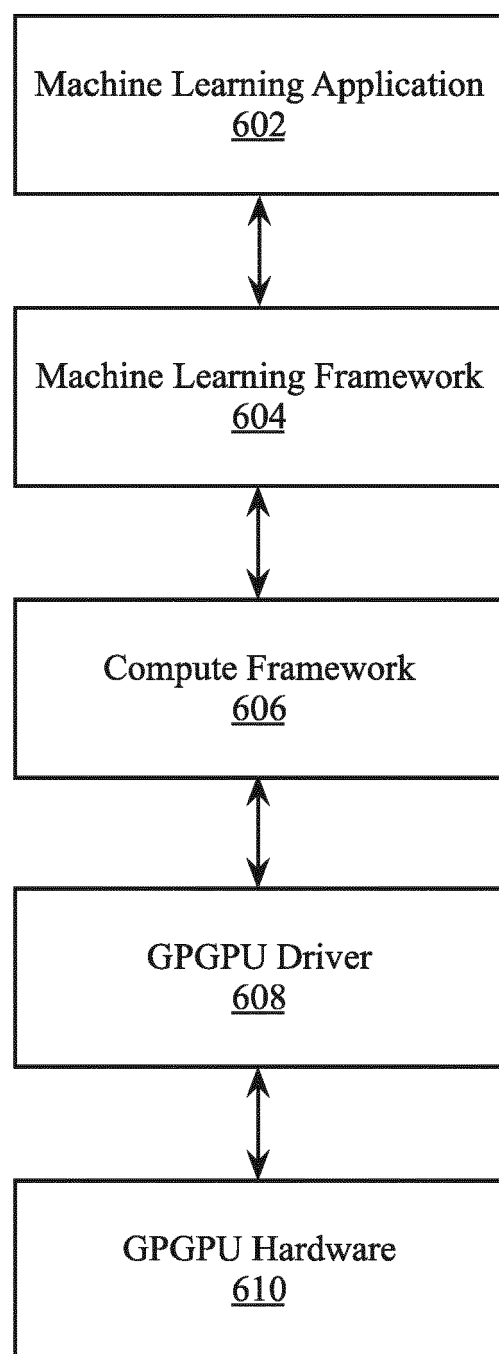 Machine Learning Application
602
Machine Learning Framework
604
Compute Framework
606
GPGPU Driver
608
GPGPU Hardware
610